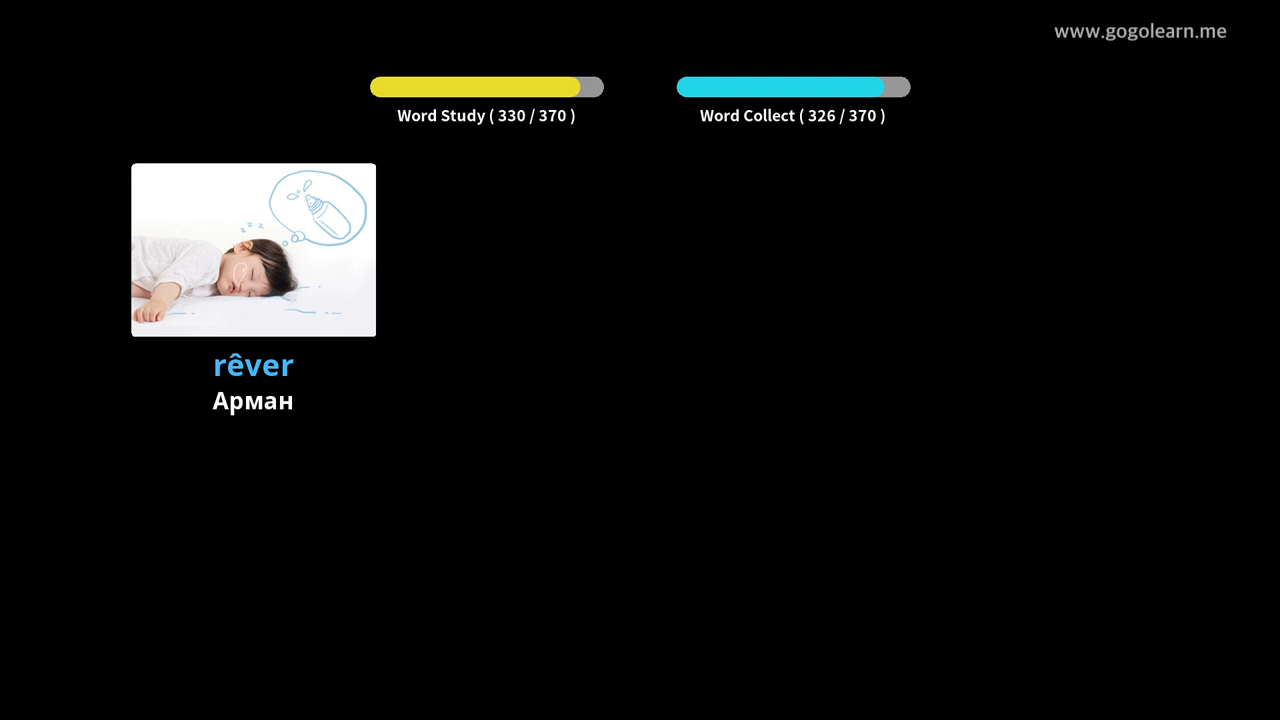 www.gogolearn.me
Word Study ( 330 / 370 )
Word Collect ( 326 / 370 )
z z z
rêver
Арман